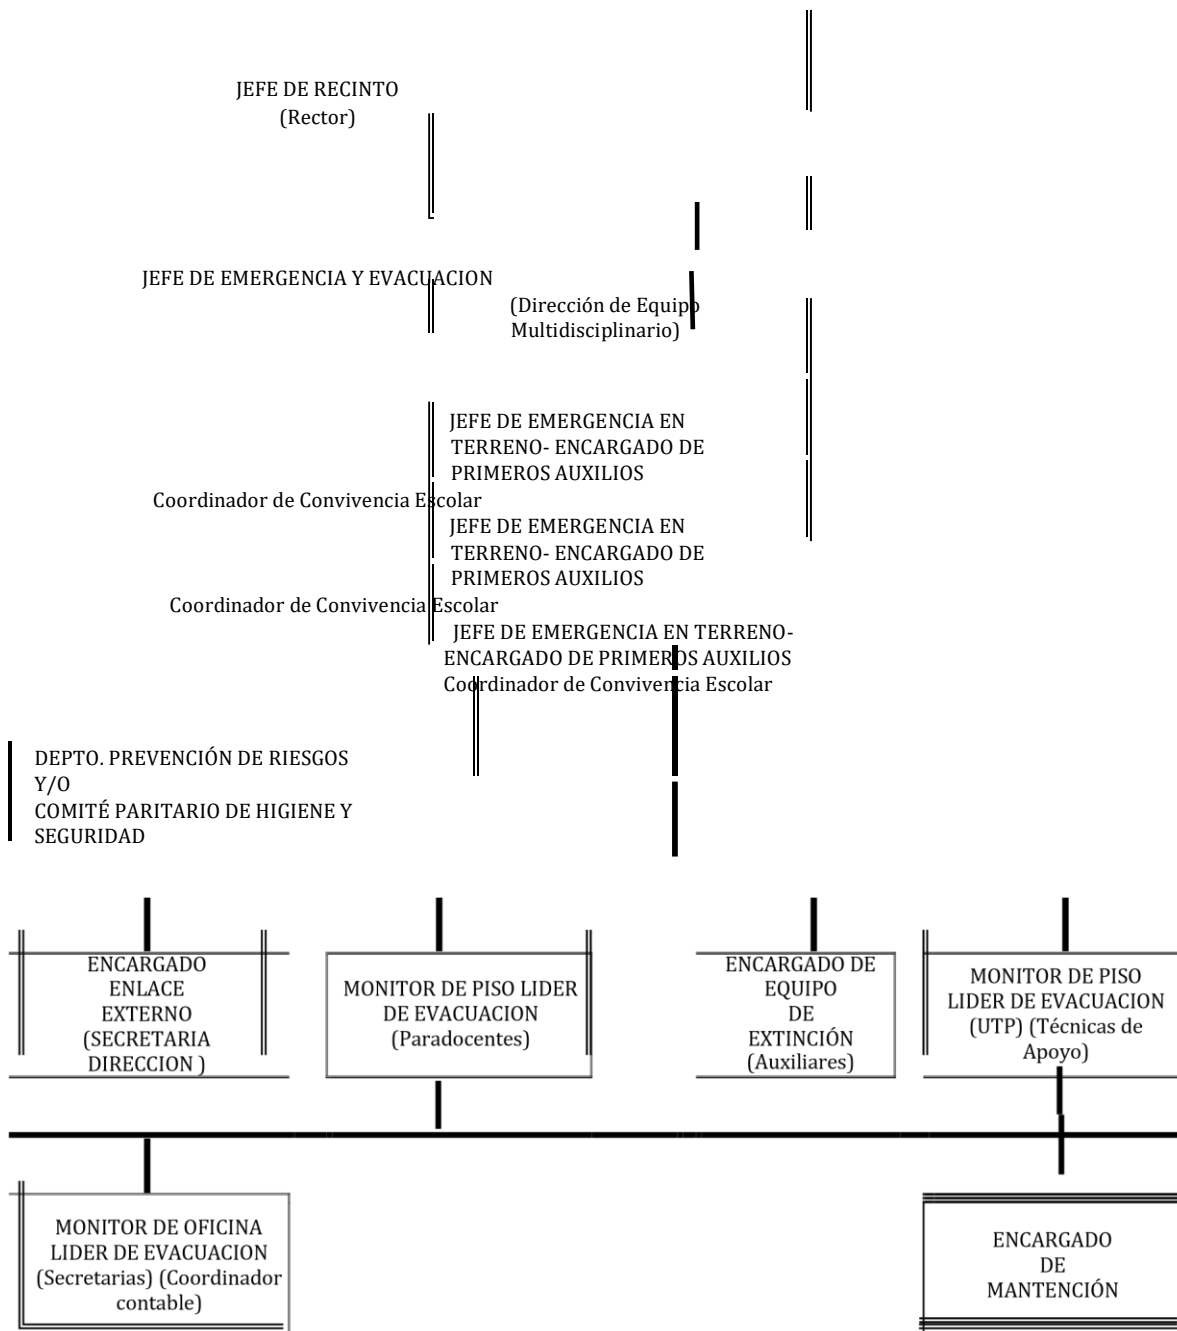 JEFE DE RECINTO
(Rector)
JEFE DE EMERGENCIA Y EVACUACION
(Dirección de Equipo
Multidisciplinario)
JEFE DE EMERGENCIA EN
TERRENO- ENCARGADO DE
PRIMEROS AUXILIOS
Coordinador de Convivencia Escolar
JEFE DE EMERGENCIA EN
TERRENO- ENCARGADO DE
PRIMEROS AUXILIOS
Coordinador de Convivencia Escolar
JEFE DE EMERGENCIA EN TERRENO-
ENCARGADO DE PRIMEROS AUXILIOS
Coordinador de Convivencia Escolar
DEPTO. PREVENCIÓN DE RIESGOS
Y/O
COMITÉ PARITARIO DE HIGIENE Y
SEGURIDAD
ENCARGADO
ENLACE
EXTERNO
(SECRETARIA
DIRECCION )
MONITOR DE PISO LIDER
DE EVACUACION
(Paradocentes)
ENCARGADO DE
EQUIPO
DE
EXTINCIÓN
(Auxiliares)
MONITOR DE PISO
LIDER DE EVACUACION
(UTP) (Técnicas de
Apoyo)
MONITOR DE OFICINA
LIDER DE EVACUACION
(Secretarias) (Coordinador
contable)
ENCARGADO
DE
MANTENCIÓN